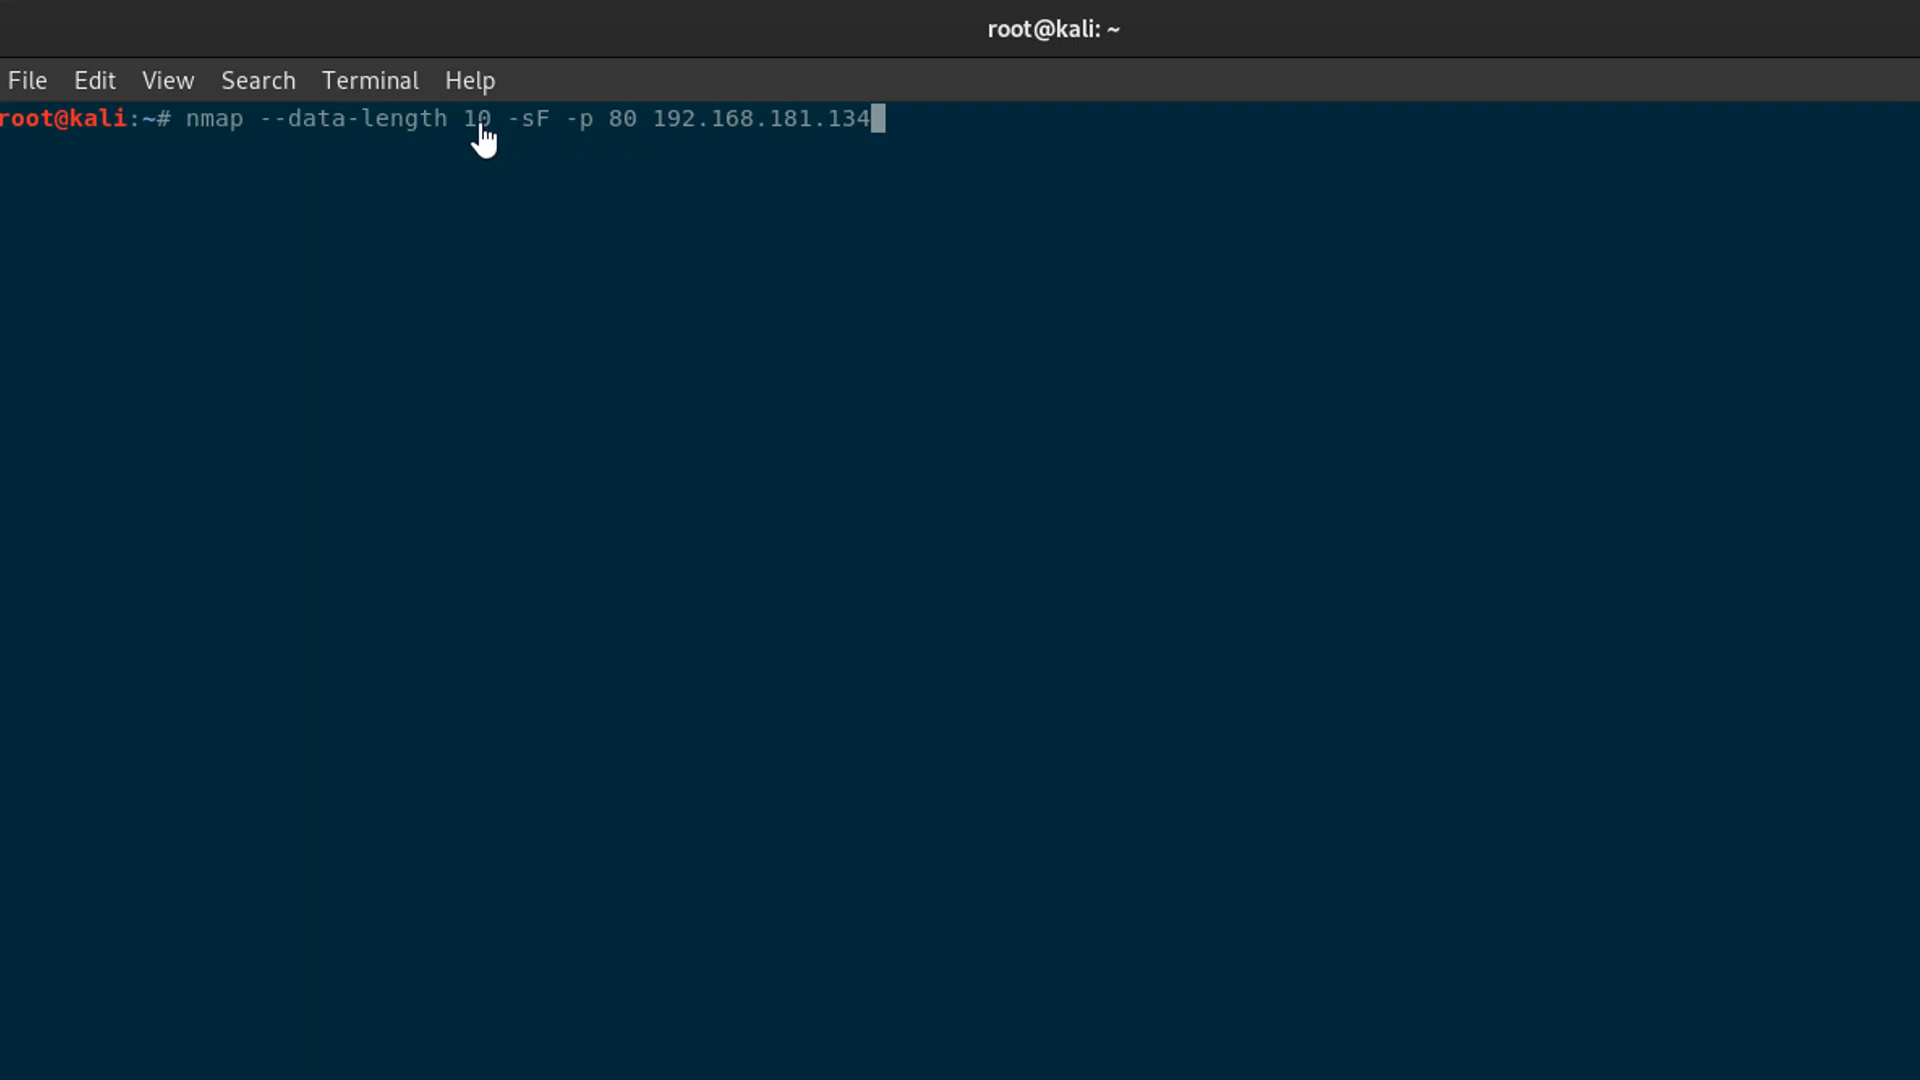 root@kali: ~
File Edit View Search Terminal Help
root@kali:~# nmap --data-length 10 -sF -p 80 192.168.181.134